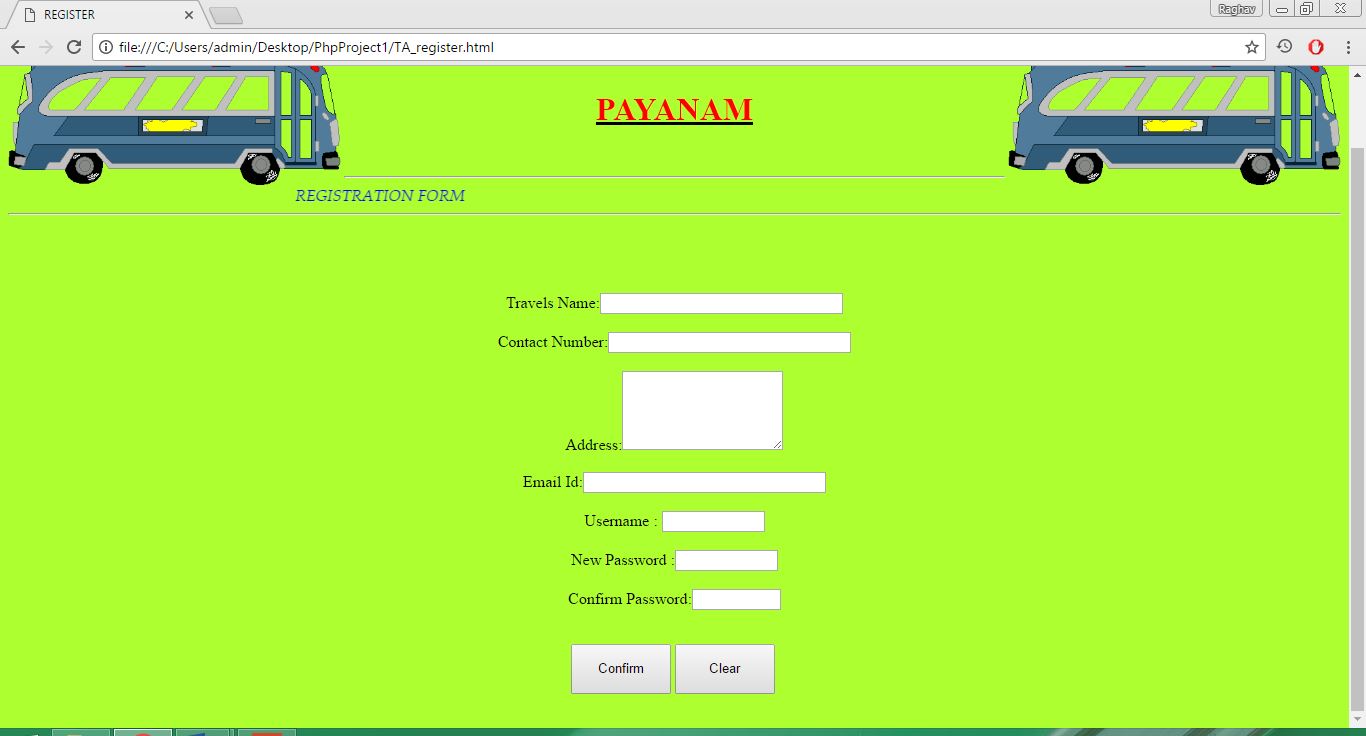 REGISTER
Raghav
file:///C:/Users/admin/Desktop/PhpProject1/TA_register.html
PAYANAM
REGISTRATION FORM
Travels Name:
Contact Number:
Address:
Email Id:
Username :
New Password :
Confirm Password:
Confirm Clear